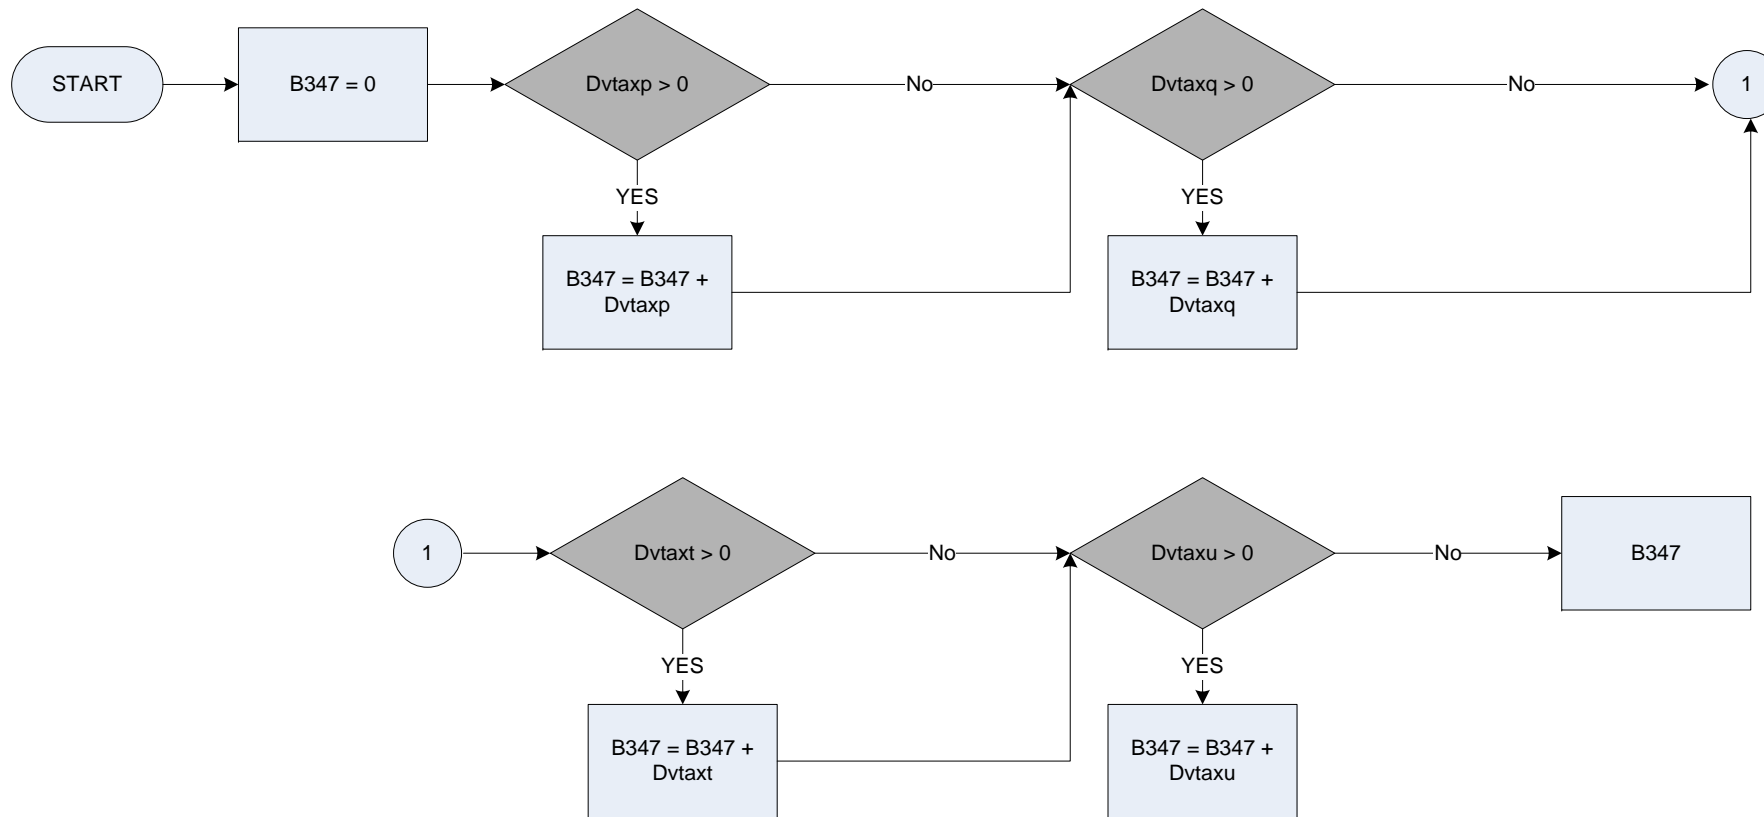 START
B347 = 0
Dvtaxp > 0
No
Dvtaxq > 0
No
1
YES
YES
B347 = B347 +
Dvtaxp
B347 = B347 +
Dvtaxq
1
Dvtaxt > 0
No
Dvtaxu > 0
No
B347
YES
YES
B347 = B347 +
Dvtaxt
B347 = B347 +
Dvtaxu